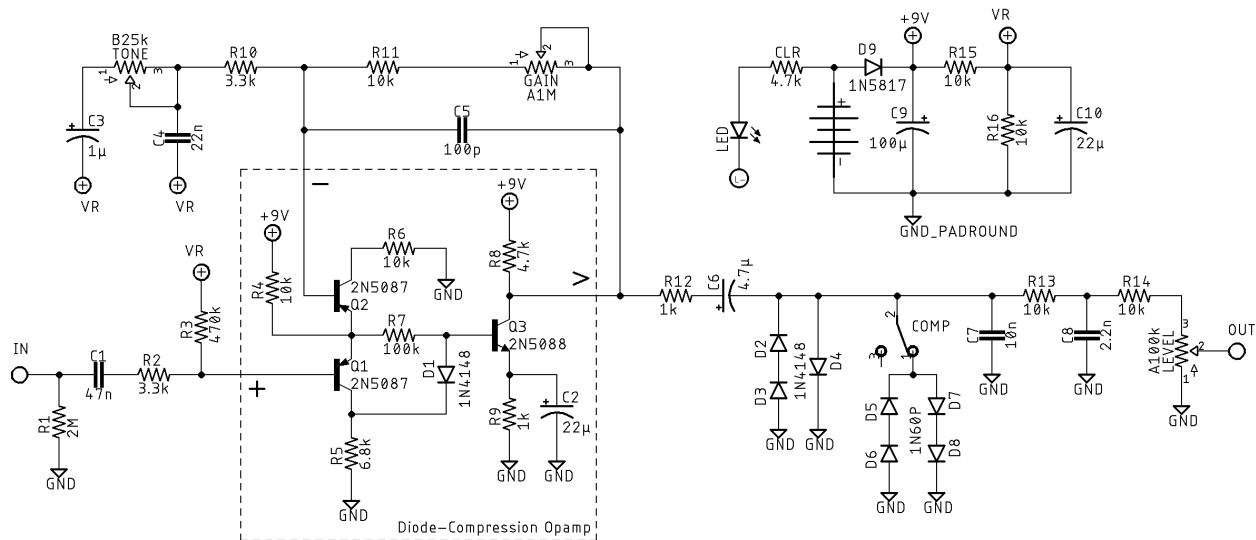 B25k
TONE
1
2
3
R10
3.3k
R11
10k
1
2
3
GAIN
A1M
C3
1µ
C4
22n
VR
VR
C5
100p
CLR
4.7k
D9
1N5817
+9V
R15
10k
VR
LED
L-
+
-
C9
100µ
R16
10k
C10
22µ
GND_PADROUND
-
+9V
R4
10k
R6
10k
GND
2N5087
Q2
+9V
R8
4.7k
>
VR
R3
470k
R7
100k
D1
1N4148
Q3
2N5088
IN
C1
47n
R2
3.3k
+
Q1
2N5087
R1
2M
GND
R5
6.8k
GND
R9
1k
GND
C2
22µ
GND
Diode-Compression Opamp
R12
1k
C6
4.7µ
D2
D3
1N4148
D4
GND
GND
2
COMP
3
1
D5
D6
1N60P
D7
D8
GND
GND
C7
10n
GND
R13
10k
C8
2.2n
GND
R14
10k
A100k
LEVEL
3
2
1
OUT
GND